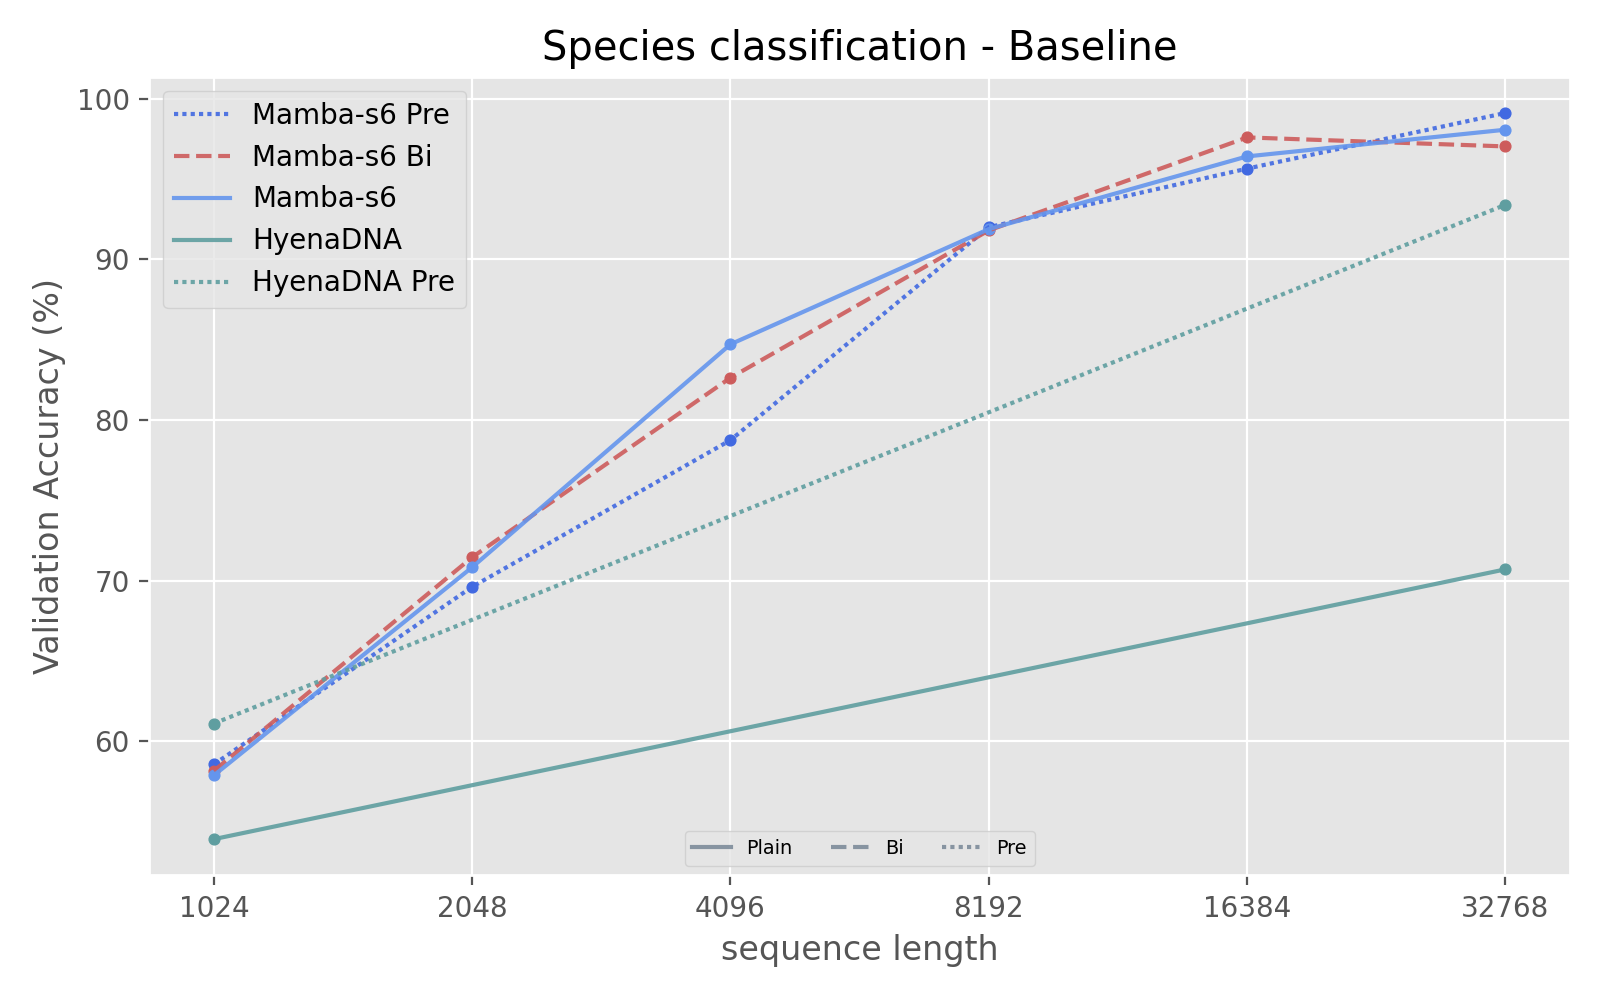 Species classification - Baseline
Mamba-s6 Pre
Mamba-s6 Bi
Mamba-s6
HyenaDNA
HyenaDNA Pre
Validation Accuracy (%)
100
90
80
70
60
Plain Bi Pre
1024 2048 4096 8192 16384 32768
sequence length